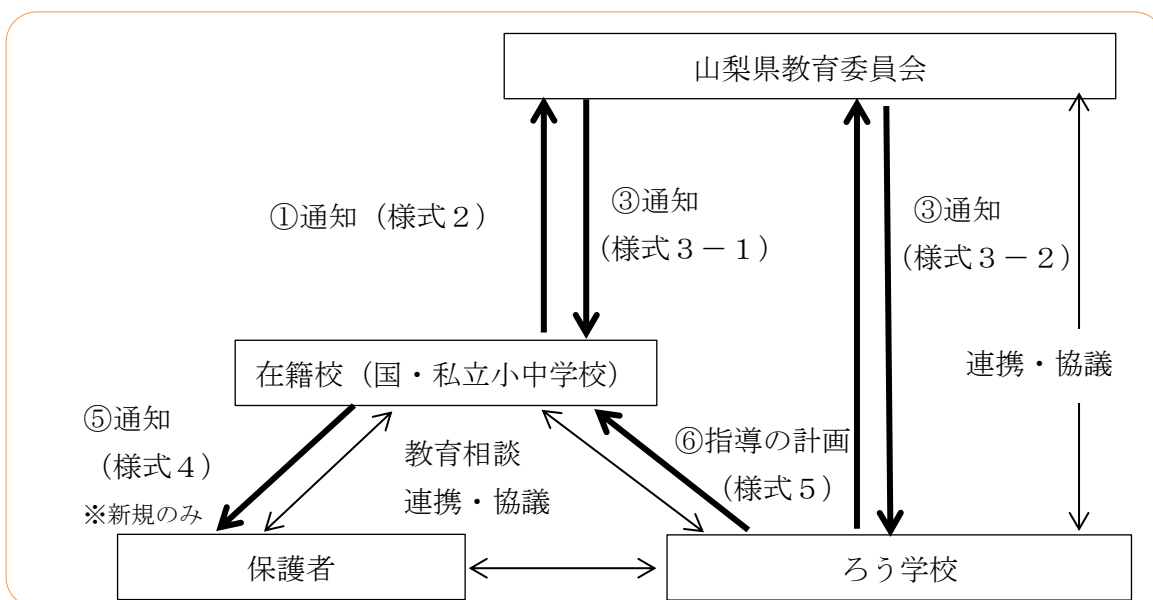 山梨県教育委員会
①通知（様式２）
③通知
（様式３－１）
③通知
（様式３－２）
連携・協議
在籍校（国・私立小中学校）
⑤通知
（様式４）
※新規のみ
教育相談
連携・協議
⑥指導の計画
（様式５）
保護者
ろう学校